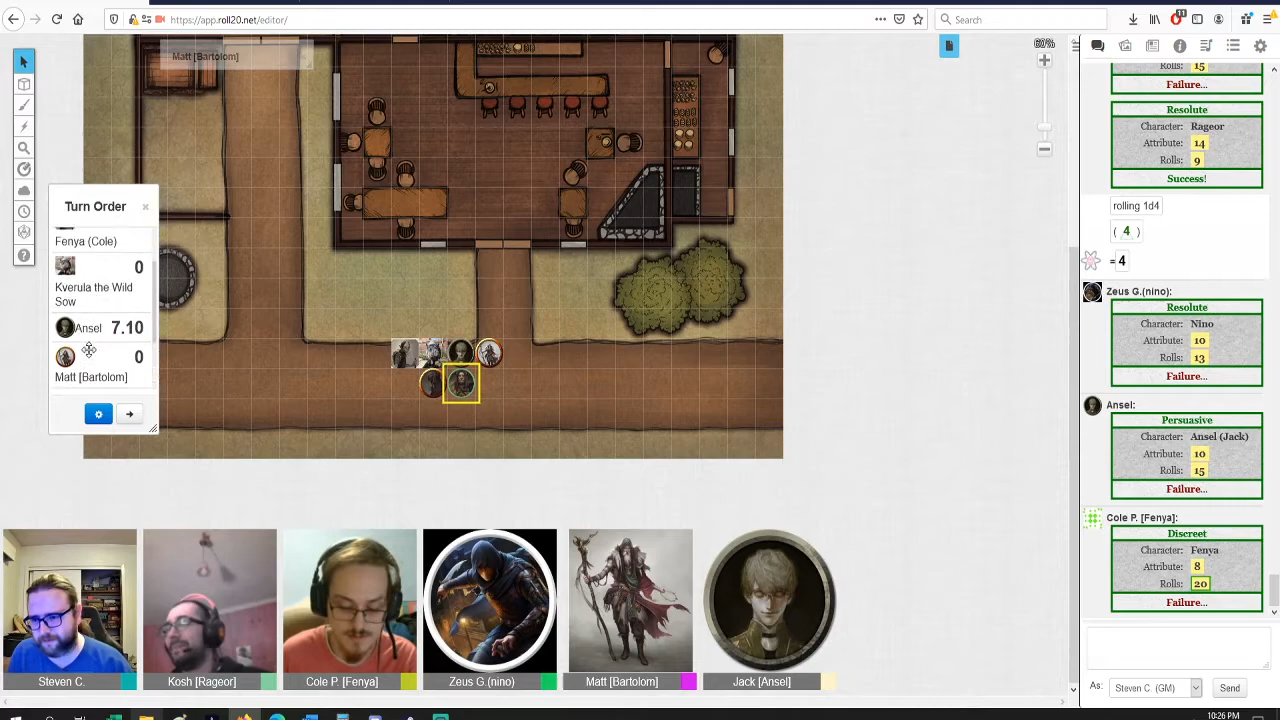 https://app.roll20.net/editor/
Search
11
Matt [Bartolom]
60%
Turn Order
Fenya (Cole)
0
Kverula the Wild
Sow
Ansel 7.10
0
Matt [Bartolom]
Steven C.
Kosh [Rageor]
Cole P. [Fenya]
Zeus G.(nino)
Matt [Bartolom]
Jack [Ansel]
Rolls: 15
Failure...
Resolute
Character: Rageor
Attribute: 14
Rolls: 9
Success!
rolling 1d4
( 4 )
= 4
Zeus G.(nino):
Resolute
Character: Nino
Attribute: 10
Rolls: 13
Failure...
Ansel:
Persuasive
Character: Ansel (Jack)
Attribute: 10
Rolls: 15
Failure...
Cole P. [Fenya]:
Discreet
Character: Fenya
Attribute: 8
Rolls: 20
Failure...
As: Steven C. (GM)
Send
10:26 PM